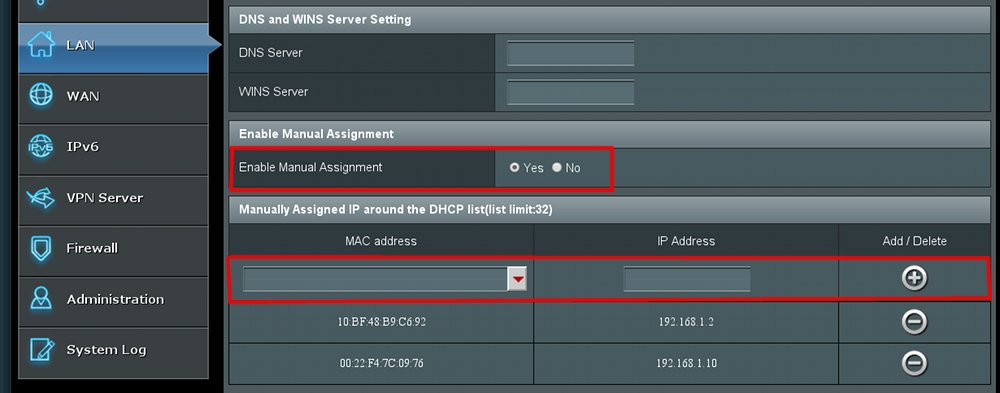 LAN
WAN
IPv6
IPv6
VPN Server
Firewall
Administration
System Log
DNS and WINS Server Setting
DNS Server
WINS Server
Enable Manual Assignment
Enable Manual Assignment Yes No
Manually Assigned IP around the DHCP list(list limit:32)
MAC address IP Address Add / Delete
10:BF:48:B9:C6:92 192.168.1.2
00:22:F4:7C:09:76 192.168.1.10